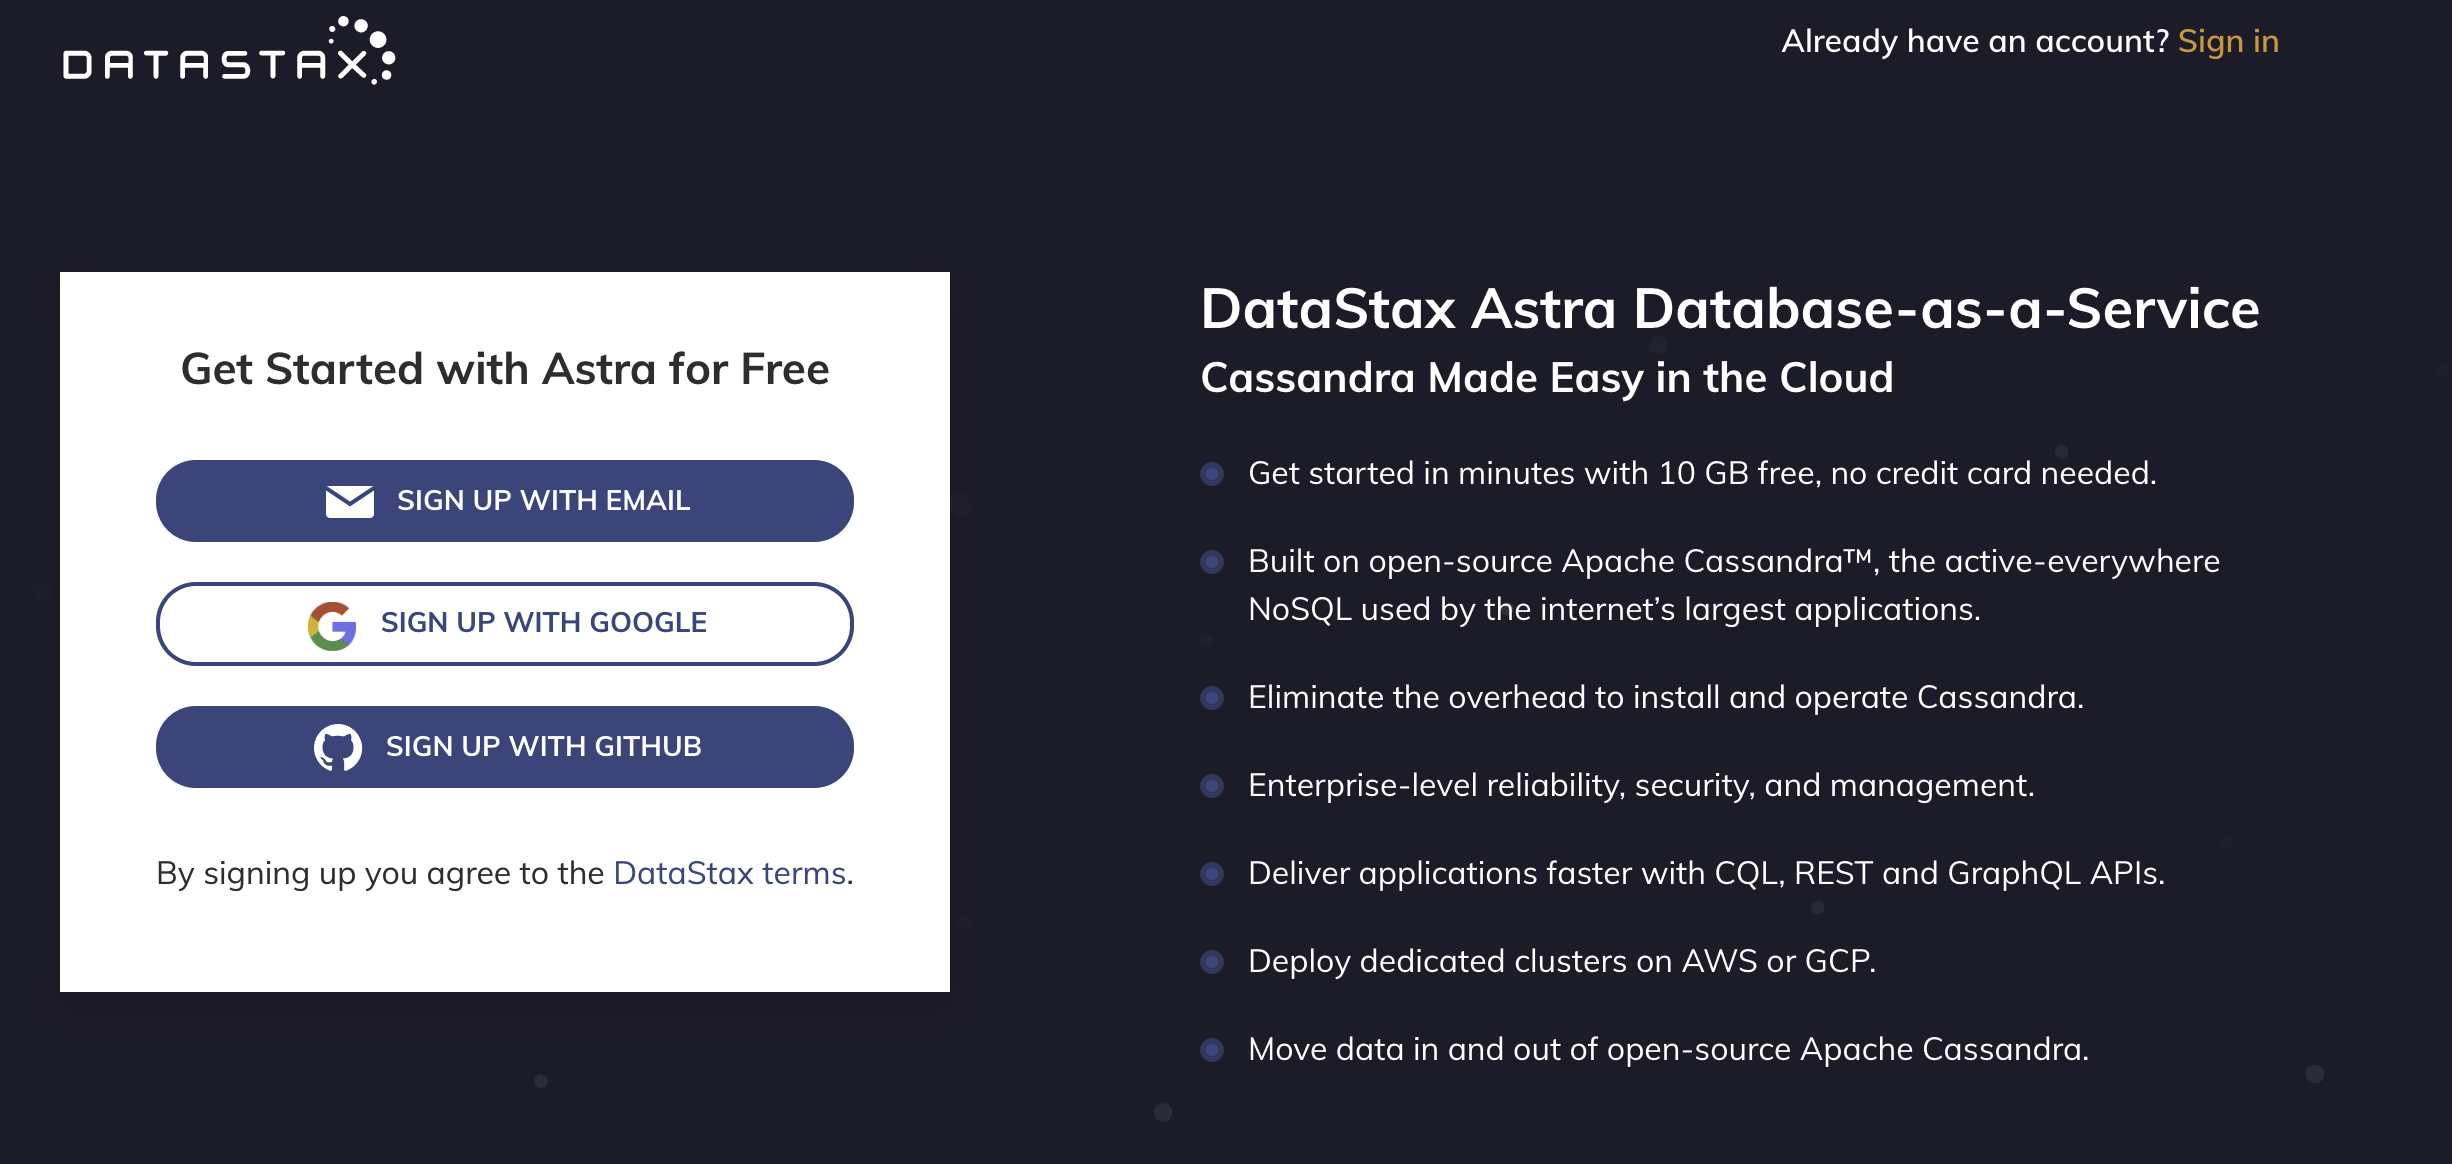 DATASTAX
Already have an account? Sign in
Get Started with Astra for Free
SIGN UP WITH EMAIL
SIGN UP WITH GOOGLE
SIGN UP WITH GITHUB
By signing up you agree to the DataStax terms.
DataStax Astra Database-as-a-Service
Cassandra Made Easy in the Cloud
Get started in minutes with 10 GB free, no credit card needed.
Built on open-source Apache Cassandra™, the active-everywhere
NoSQL used by the internet’s largest applications.
Eliminate the overhead to install and operate Cassandra.
Enterprise-level reliability, security, and management.
Deliver applications faster with CQL, REST and GraphQL APIs.
Deploy dedicated clusters on AWS or GCP.
Move data in and out of open-source Apache Cassandra.